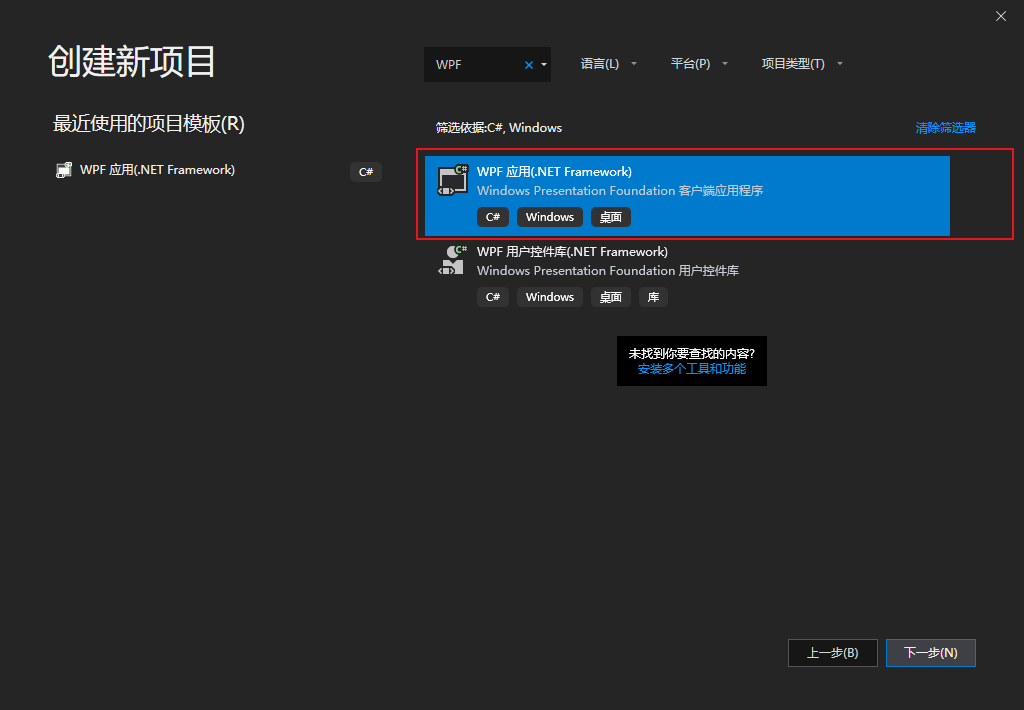 创建新项目
最近使用的项目模板(R)
WPF 应用(.NET Framework)
C#
WPF
语言(L)
平台(P)
项目类型(T)
筛选依据:C#, Windows
清除筛选器
WPF 应用(.NET Framework)
Windows Presentation Foundation 客户端应用程序
C# Windows 桌面
WPF 用户控件库(.NET Framework)
Windows Presentation Foundation 用户控件库
C# Windows 桌面 库
未找到你要查找的内容?
安装多个工具和功能
上一步(B)
下一步(N)